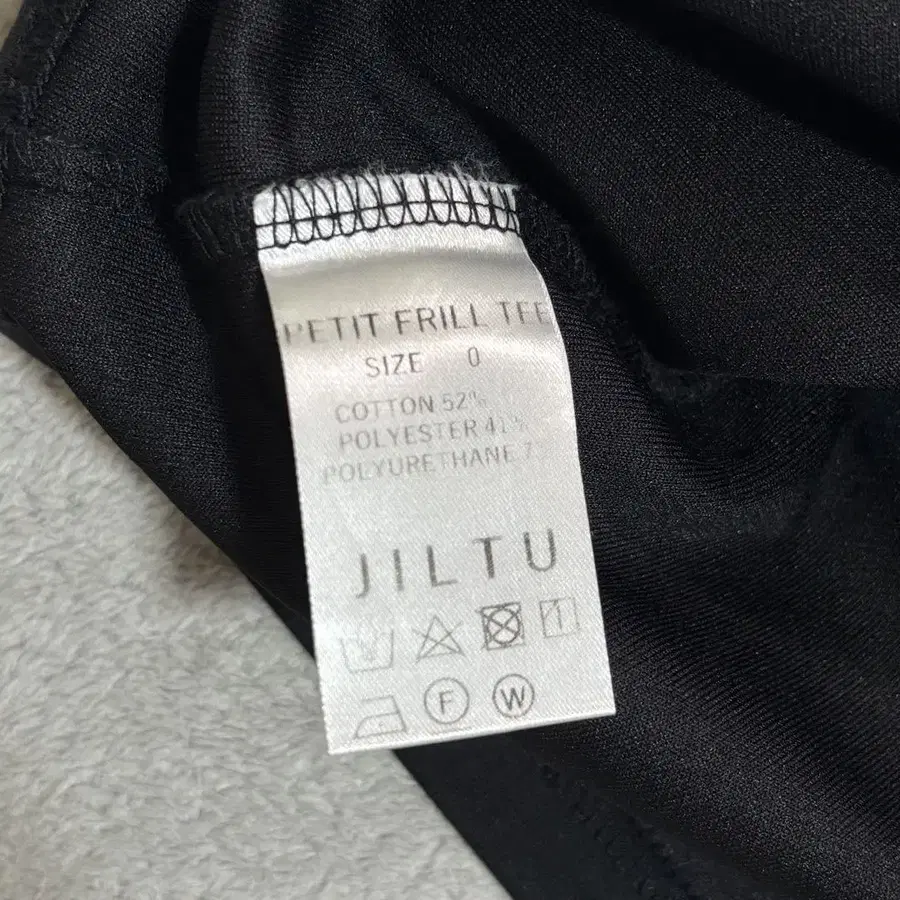 PETIT FRILL TEE
SIZE 0
COTTON 52%
POLYESTER 41%
POLYURETHANE 7
JILTU
F W